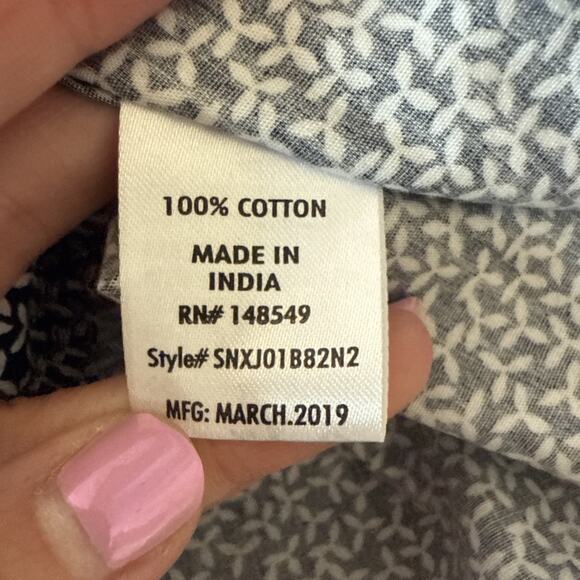 100% COTTON
MADE IN
INDIA
RN# 148549
Style# SNXJ01B82N2
MFG: MARCH.2019